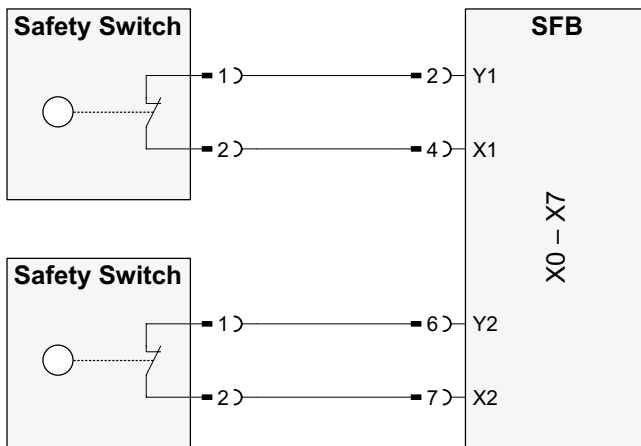 Safety Switch
1
2
2 Y1
4 X1
SFB
X0 – X7
Safety Switch
1
2
6 Y2
7 X2